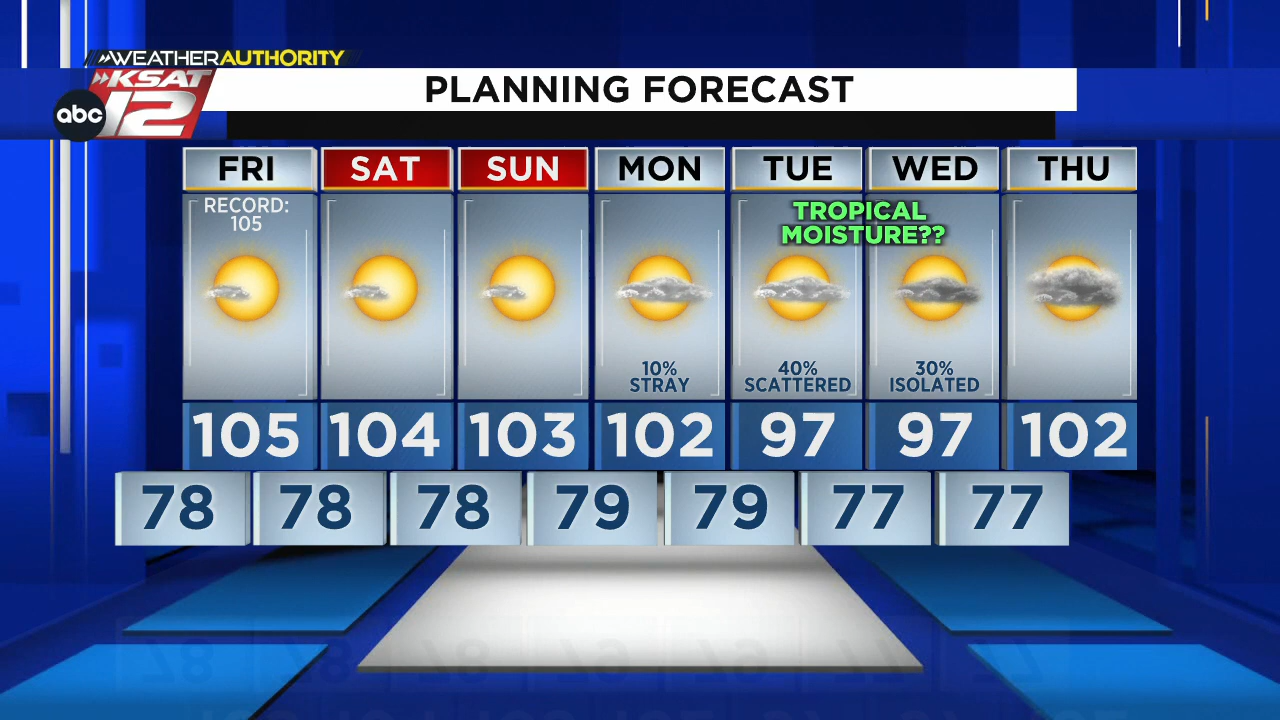 WEATHERAUTHORITY
KSAT
abc
12
PLANNING FORECAST
FRI SAT SUN MON TUE WED THU
RECORD:
105
TROPICAL
MOISTURE??
10% 40% 30%
STRAY SCATTERED ISOLATED
105 104 103 102 97 97 102
78 78 78 79 79 77 77